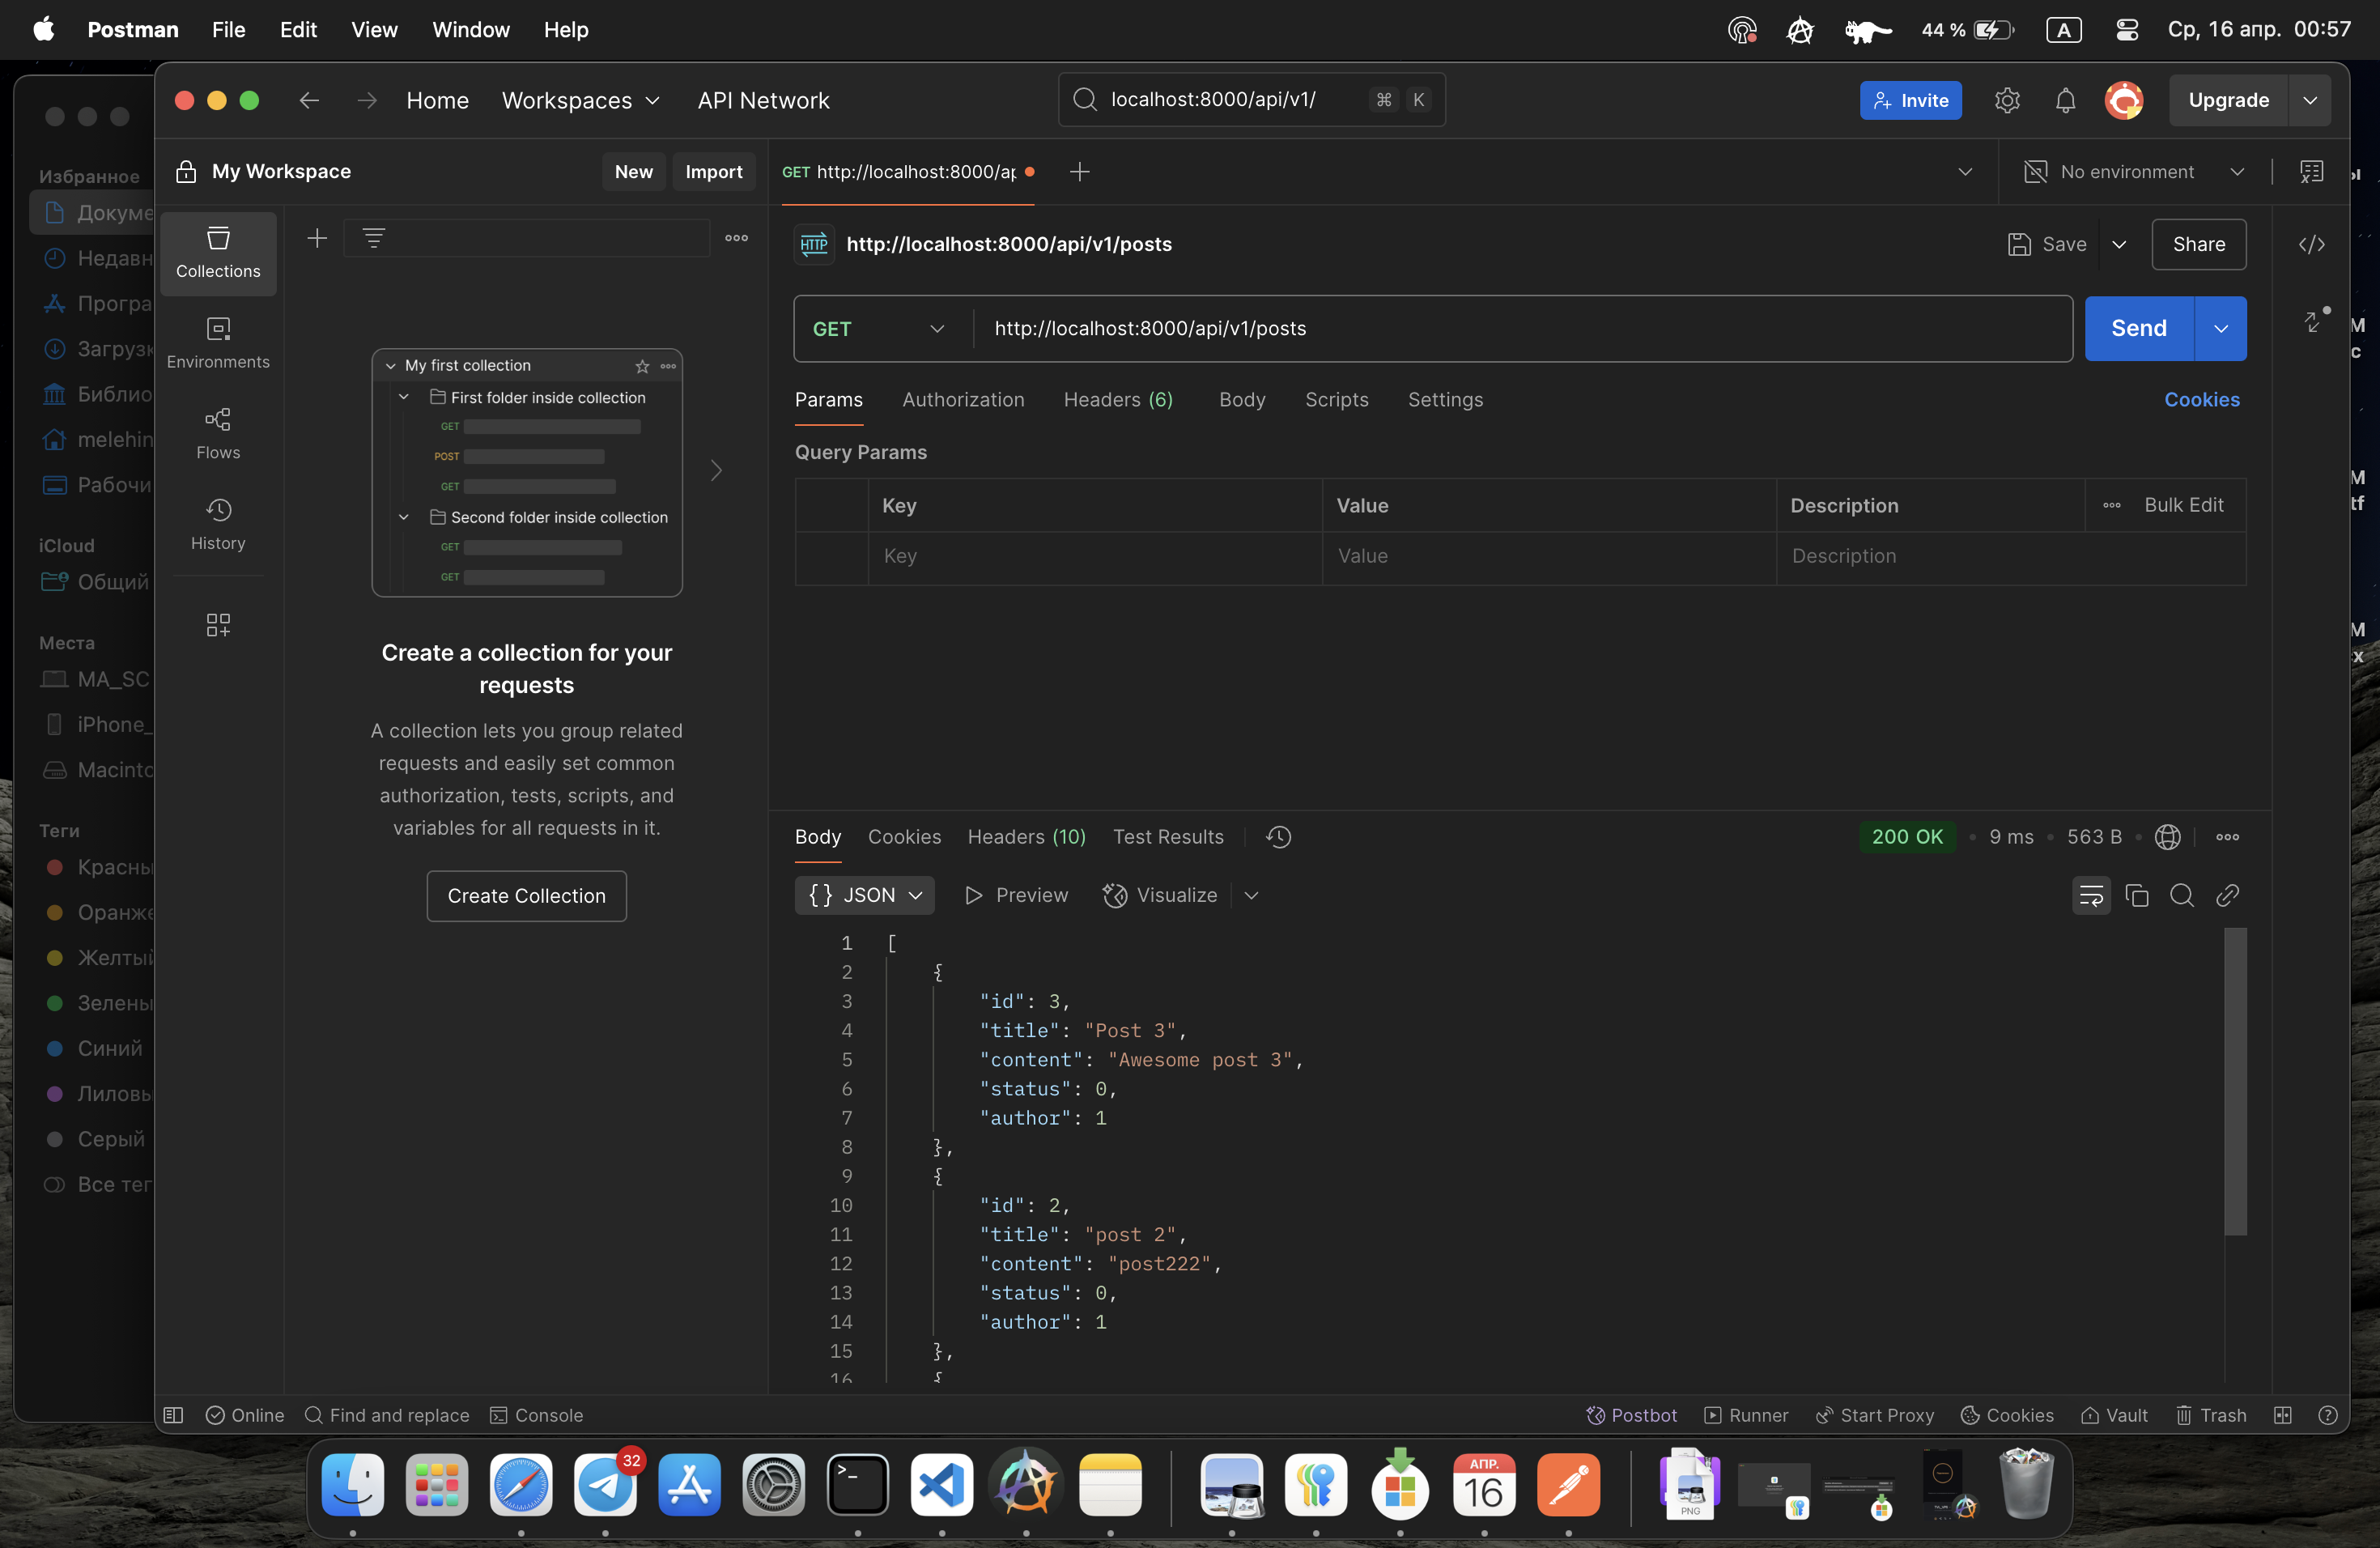 Postman File Edit View Window Help 44 % A Ср, 16 апр. 00:57
Home Workspaces API Network localhost:8000/api/v1/ ⌘ K Invite Upgrade
My Workspace New Import GET http://localhost:8000/ap No environment
Избранное
Недавн
Програ
Загрузк
Библио
melehin
Рабочи
iCloud
Общий
Места
MA_SC
iPhone_
Macinto
Теги
Красны
Оранже
Желтый
Зелены
Синий
Лиловы
Серый
Все тег
Докуме
Collections
Environments
Flows
History
My first collection
First folder inside collection
GET
POST
GET
Second folder inside collection
GET
GET
Create a collection for your
requests
A collection lets you group related
requests and easily set common
authorization, tests, scripts, and
variables for all requests in it.
Create Collection
HTTP http://localhost:8000/api/v1/posts Save Share
GET http://localhost:8000/api/v1/posts Send
Params Authorization Headers (6) Body Scripts Settings Cookies
Query Params
Key Value Description Bulk Edit
Key Value Description
Body Cookies Headers (10) Test Results 200 OK 9 ms 563 B
{} JSON Preview Visualize
1 [
2 {
3 "id": 3,
4 "title": "Post 3",
5 "content": "Awesome post 3",
6 "status": 0,
7 "author": 1
8 },
9 {
10 "id": 2,
11 "title": "post 2",
12 "content": "post222",
13 "status": 0,
14 "author": 1
15 },
16 {
Online Find and replace Console Postbot Runner Start Proxy Cookies Vault Trash
32
АПР.
16
PNG